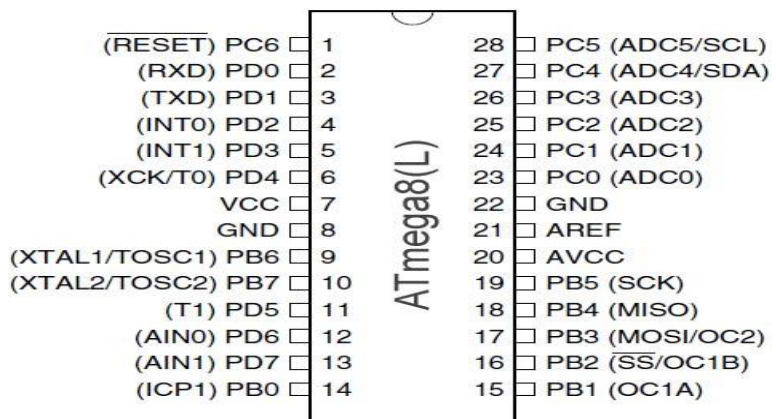 (RESET) PC6 1 28 PC5 (ADC5/SCL)
(RXD) PD0 2 27 PC4 (ADC4/SDA)
(TXD) PD1 3 26 PC3 (ADC3)
(INT0) PD2 4 25 PC2 (ADC2)
(INT1) PD3 5 24 PC1 (ADC1)
(XCK/T0) PD4 6 23 PC0 (ADC0)
VCC 7 22 GND
GND 8 21 AREF
(XTAL1/TOSC1) PB6 9 20 AVCC
(XTAL2/TOSC2) PB7 10 19 PB5 (SCK)
(T1) PD5 11 18 PB4 (MISO)
(AIN0) PD6 12 17 PB3 (MOSI/OC2)
(AIN1) PD7 13 16 PB2 (SS/OC1B)
(ICP1) PB0 14 15 PB1 (OC1A)
ATmega8(L)